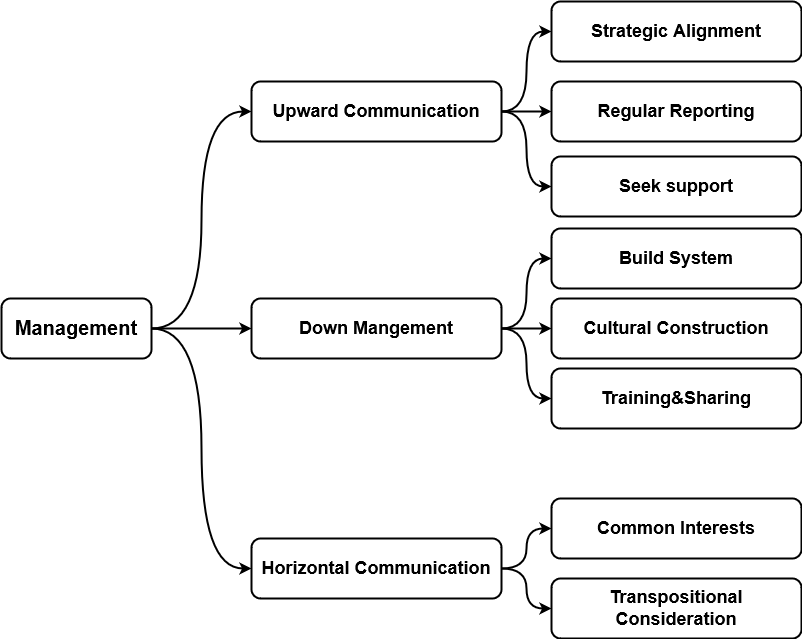 Management
Upward Communication
Strategic Alignment
Regular Reporting
Seek support
Down Mangement
Build System
Cultural Construction
Training&Sharing
Horizontal Communication
Common Interests
Transpositional
Consideration